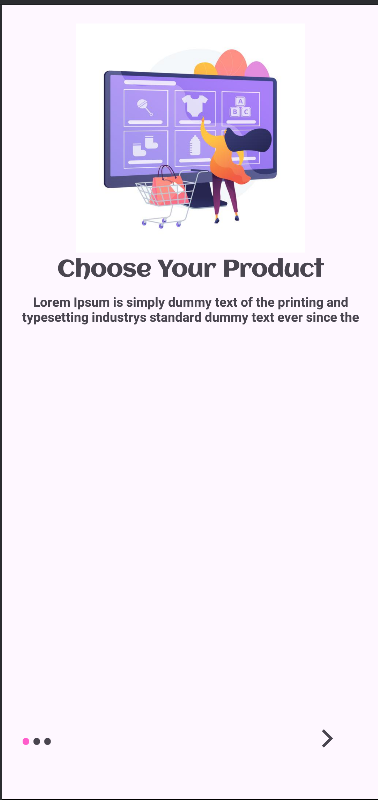 A
B C
Choose Your Product
Lorem Ipsum is simply dummy text of the printing and
typesetting industrys standard dummy text ever since the